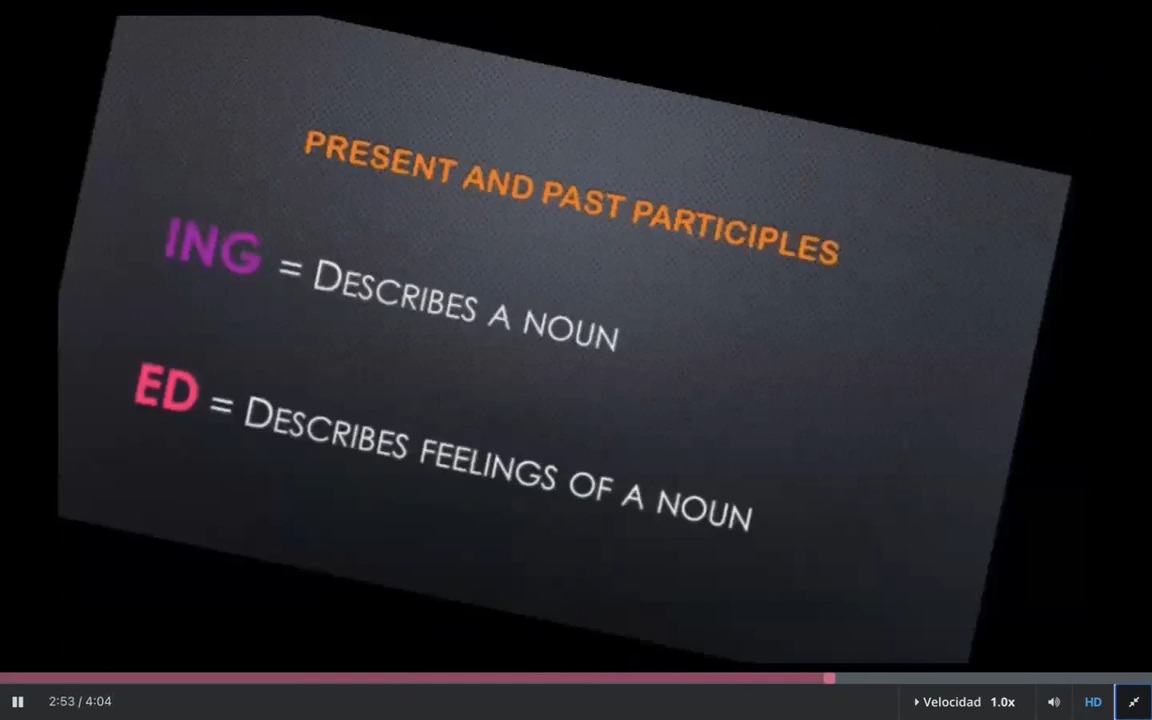 PRESENT AND PAST PARTICIPLES
ING = DESCRIBES A NOUN
ED = DESCRIBES FEELINGS OF A NOUN
2:53 / 4:04 Velocidad 1.0x HD